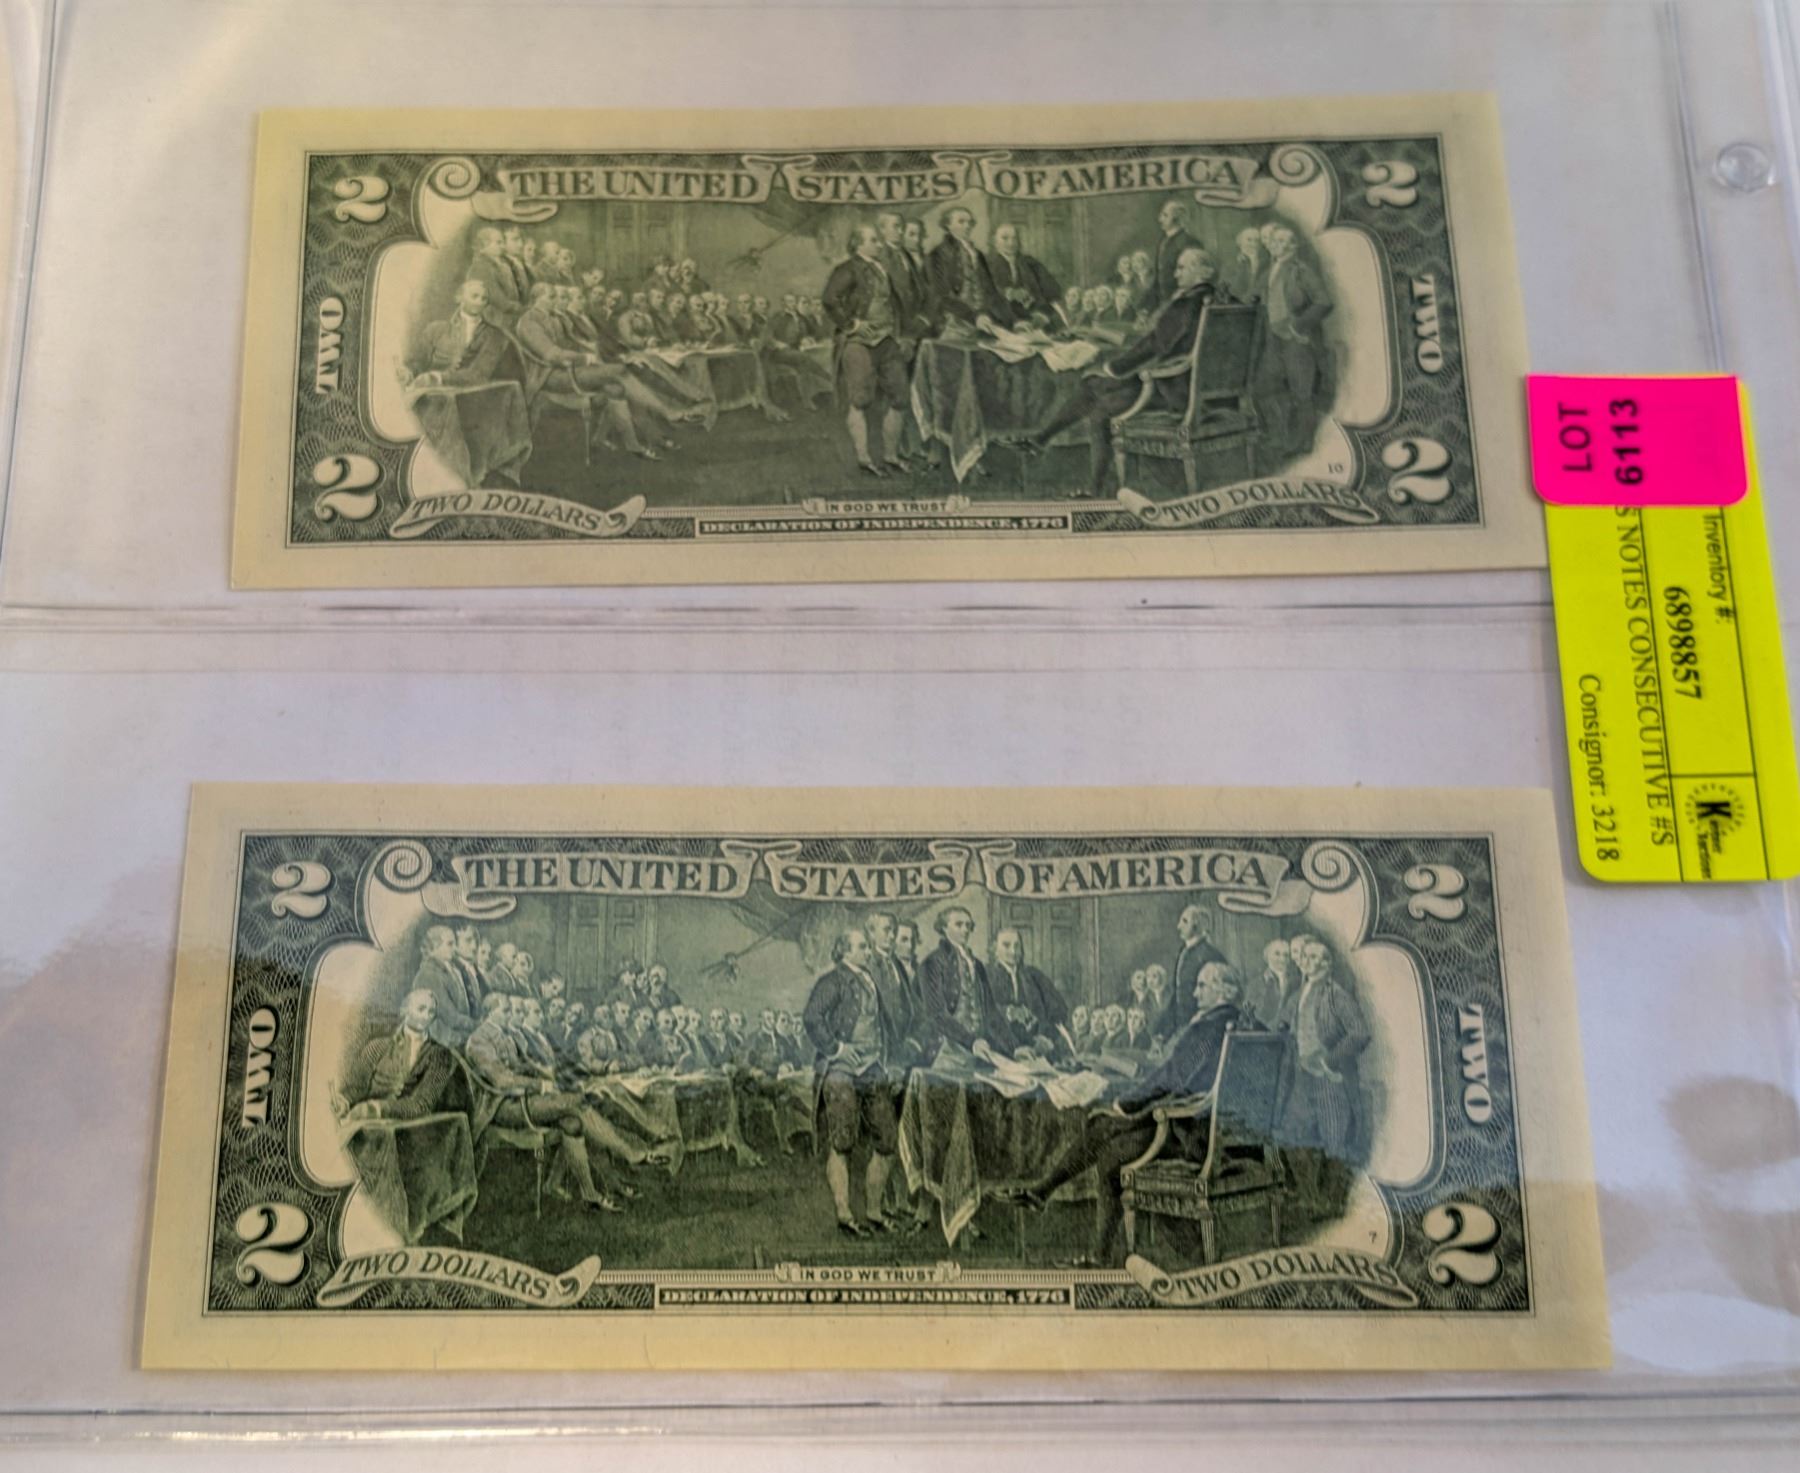 THE UNITED STATES OF AMERICA
2
2
TWO
TWO
10
2
2
TWO DOLLARS
IN GOD WE TRUST
TWO DOLLARS
DECLARATION OF INDEPENDENCE, 1776
LOT
6113
Inventory #:
6898857
S NOTES CONSECUTIVE #S
Consignor: 3218
K
THE UNITED STATES OF AMERICA
2
2
TWO
TWO
7
2
2
TWO DOLLARS
IN GOD WE TRUST
TWO DOLLARS
DECLARATION OF INDEPENDENCE, 1776